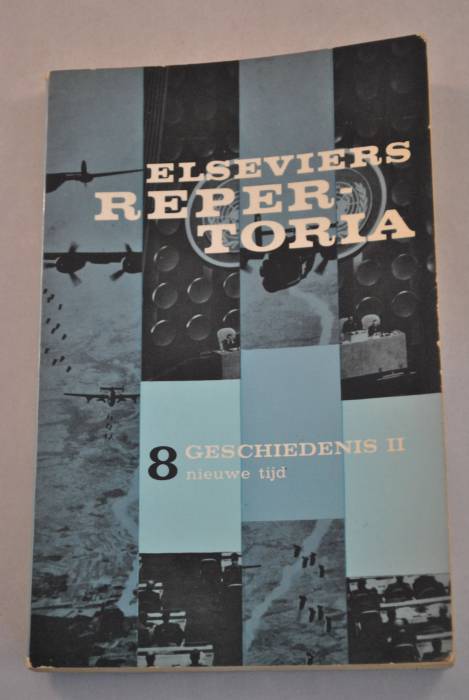 ELSEVIERS
REPER-
TORIA
8 GESCHIEDENIS II
nieuwe tijd